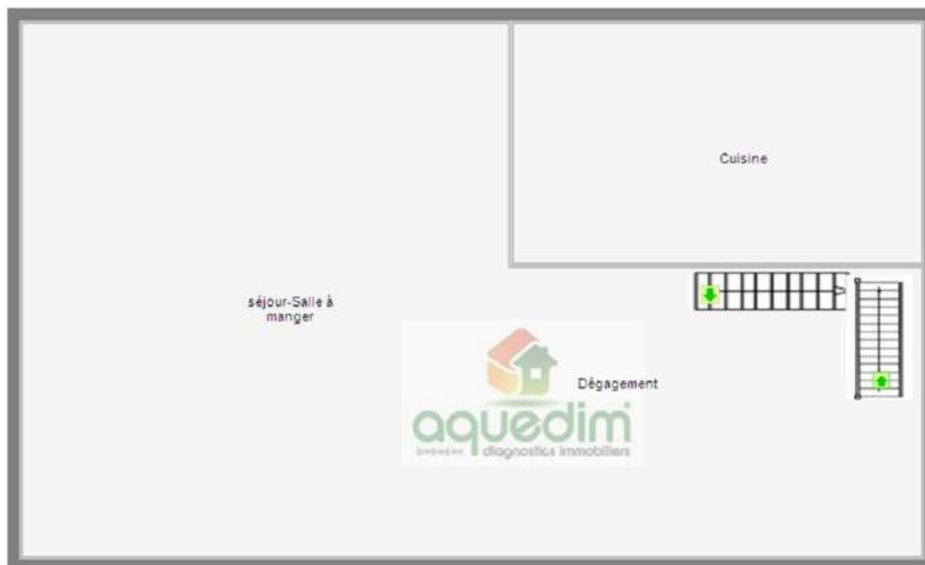 Cuisine
séjour-Salle à
manger
Dégagement
aquedim
diagnostics immobiliers